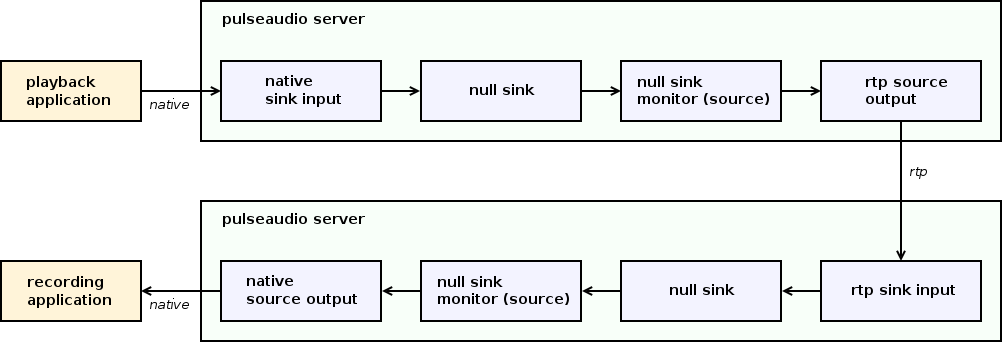 pulseaudio server
playback
application
native
native
sink input
null sink
null sink
monitor (source)
rtp source
output
rtp
pulseaudio server
recording
application
native
native
source output
null sink
monitor (source)
null sink
rtp sink input